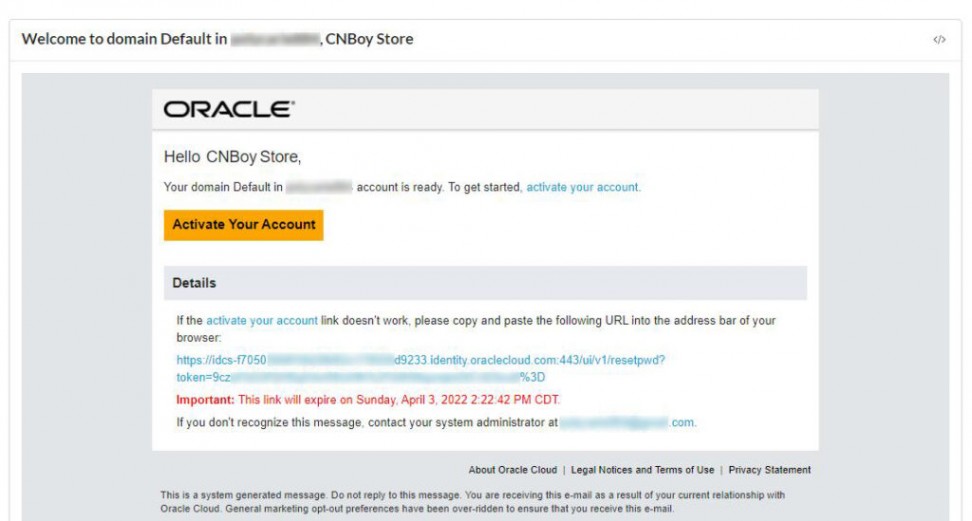 Welcome to domain Default in , CNBoy Store
</>
ORACLE
Hello CNBoy Store,
Your domain Default in account is ready. To get started, activate your account.
Activate Your Account
Details
If the activate your account link doesn't work, please copy and paste the following URL into the address bar of your
browser:
https://idcs-f7050 d9233.identity.oraclecloud.com:443/ui/v1/resetpwd?
token=9cz %3D
Important: This link will expire on Sunday, April 3, 2022 2:22:42 PM CDT.
If you don't recognize this message, contact your system administrator at .com.
About Oracle Cloud | Legal Notices and Terms of Use | Privacy Statement
This is a system generated message. Do not reply to this message. You are receiving this e-mail as a result of your current relationship with
Oracle Cloud. General marketing opt-out preferences have been over-ridden to ensure that you receive this e-mail.